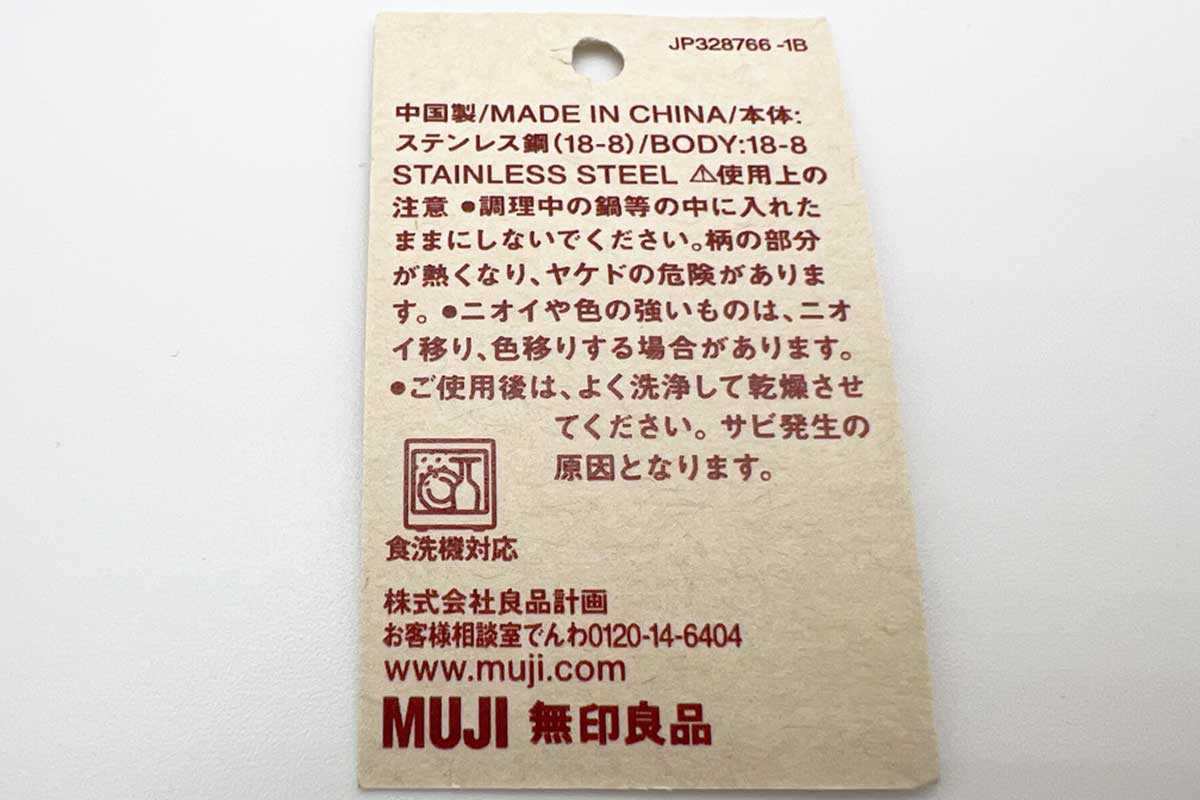 JP328766 -1B
中国製/MADE IN CHINA/本体:
ステンレス鋼(18-8)/BODY:18-8
STAINLESS STEEL ⚠使用上の
注意 ●調理中の鍋等の中に入れた
ままにしないでください。柄の部分
が熱くなり、ヤケドの危険がありま
す。●ニオイや色の強いものは、ニオ
イ移り、色移りする場合があります。
●ご使用後は、よく洗浄して乾燥させ
てください。サビ発生の
原因となります。
食洗機対応
株式会社良品計画
お客様相談室でんわ0120-14-6404
www.muji.com
MUJI 無印良品